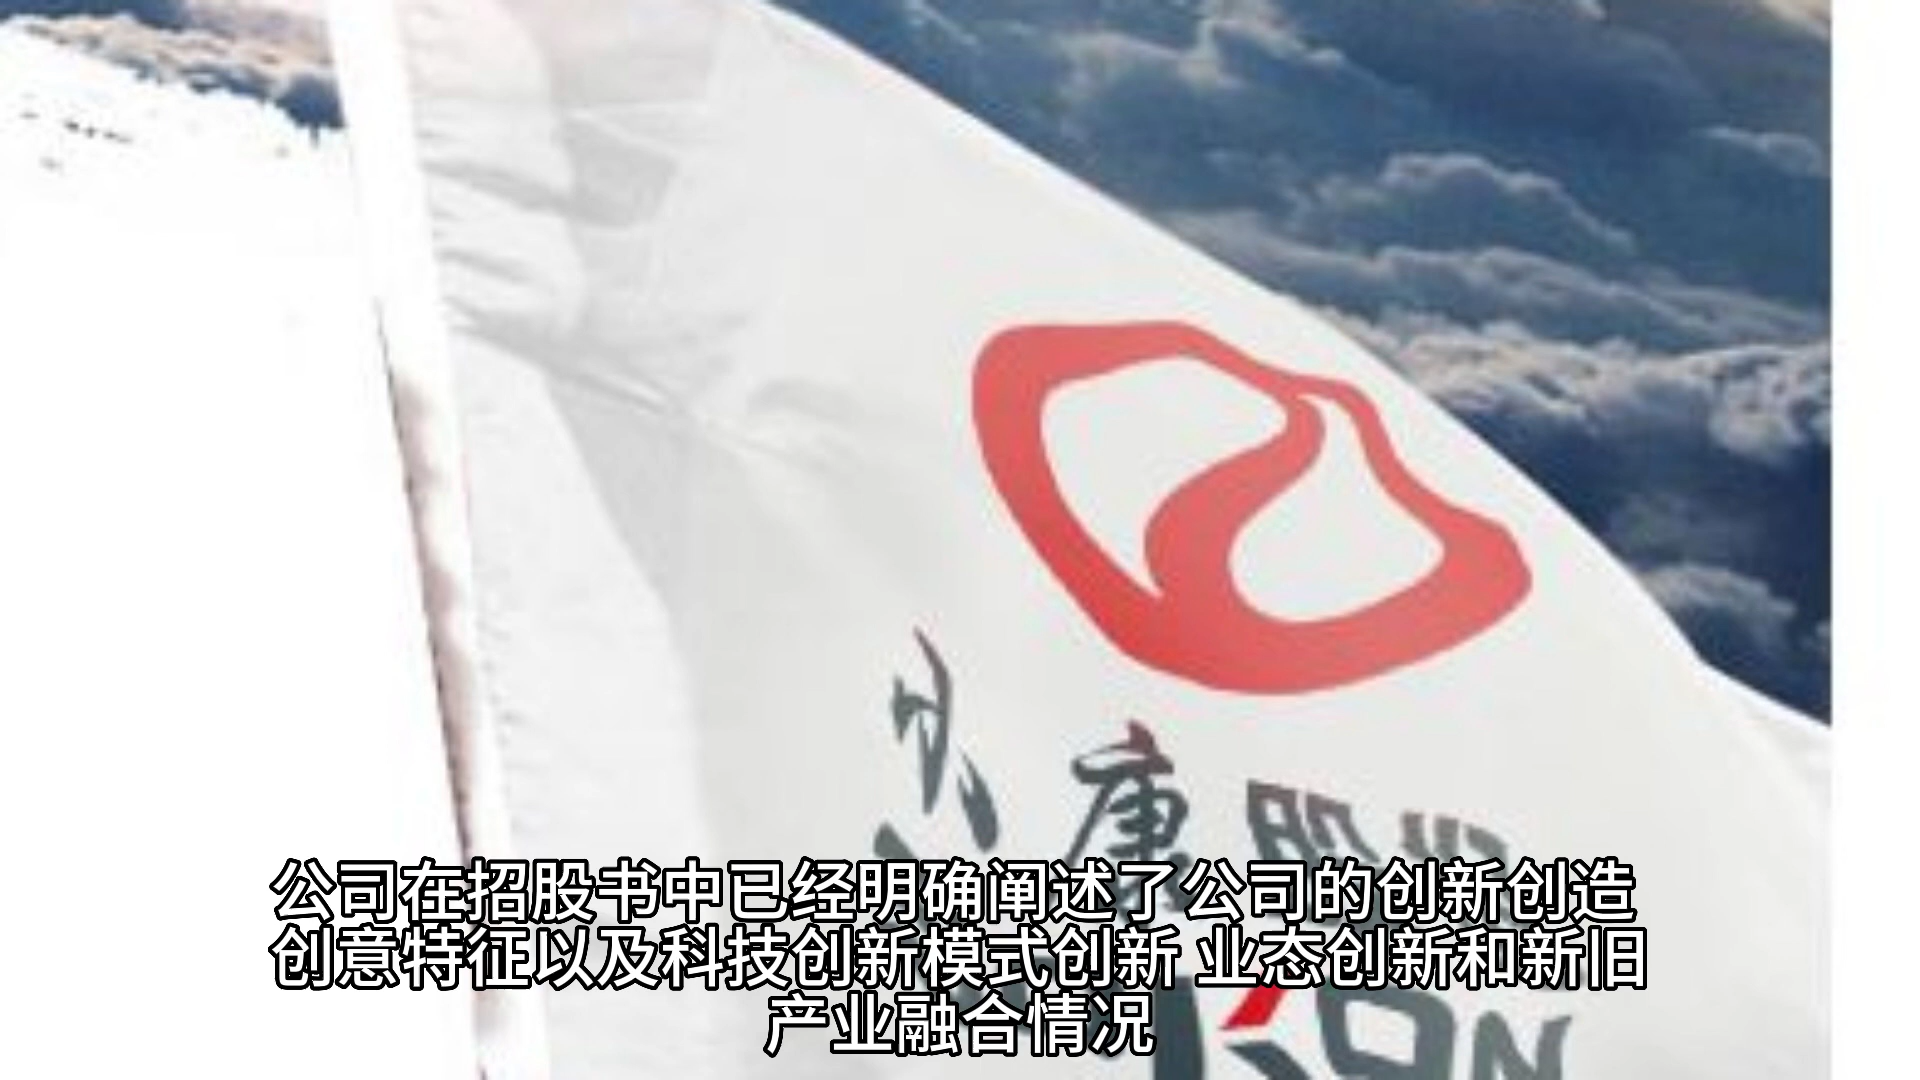 康股
公司在招股书中已经明确阐述了公司的创新创造
创意特征以及科技创新模式创新 业态创新和新旧
产业融合情况